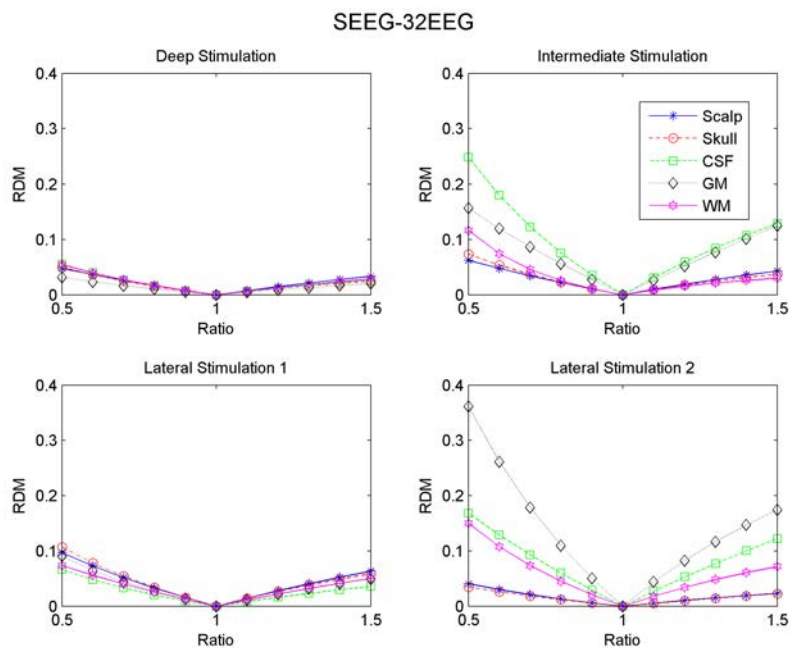 SEEG-32EEG
Deep Stimulation
0.4
0.3
0.2
0.1
0
0.5
1
1.5
RDM
Ratio
Intermediate Stimulation
0.4
0.3
0.2
0.1
0
0.5
1
1.5
RDM
Ratio
Scalp
Skull
CSF
GM
WM
Lateral Stimulation 1
0.4
0.3
0.2
0.1
0
0.5
1
1.5
RDM
Ratio
Lateral Stimulation 2
0.4
0.3
0.2
0.1
0
0.5
1
1.5
RDM
Ratio